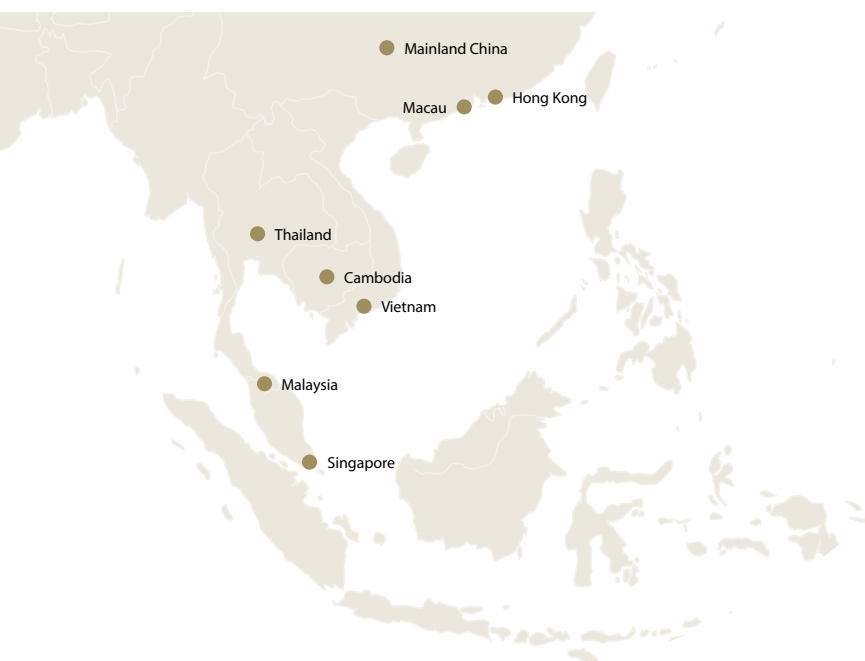 Mainland China
Hong Kong
Macau
Thailand
Cambodia
Vietnam
Malaysia
Singapore